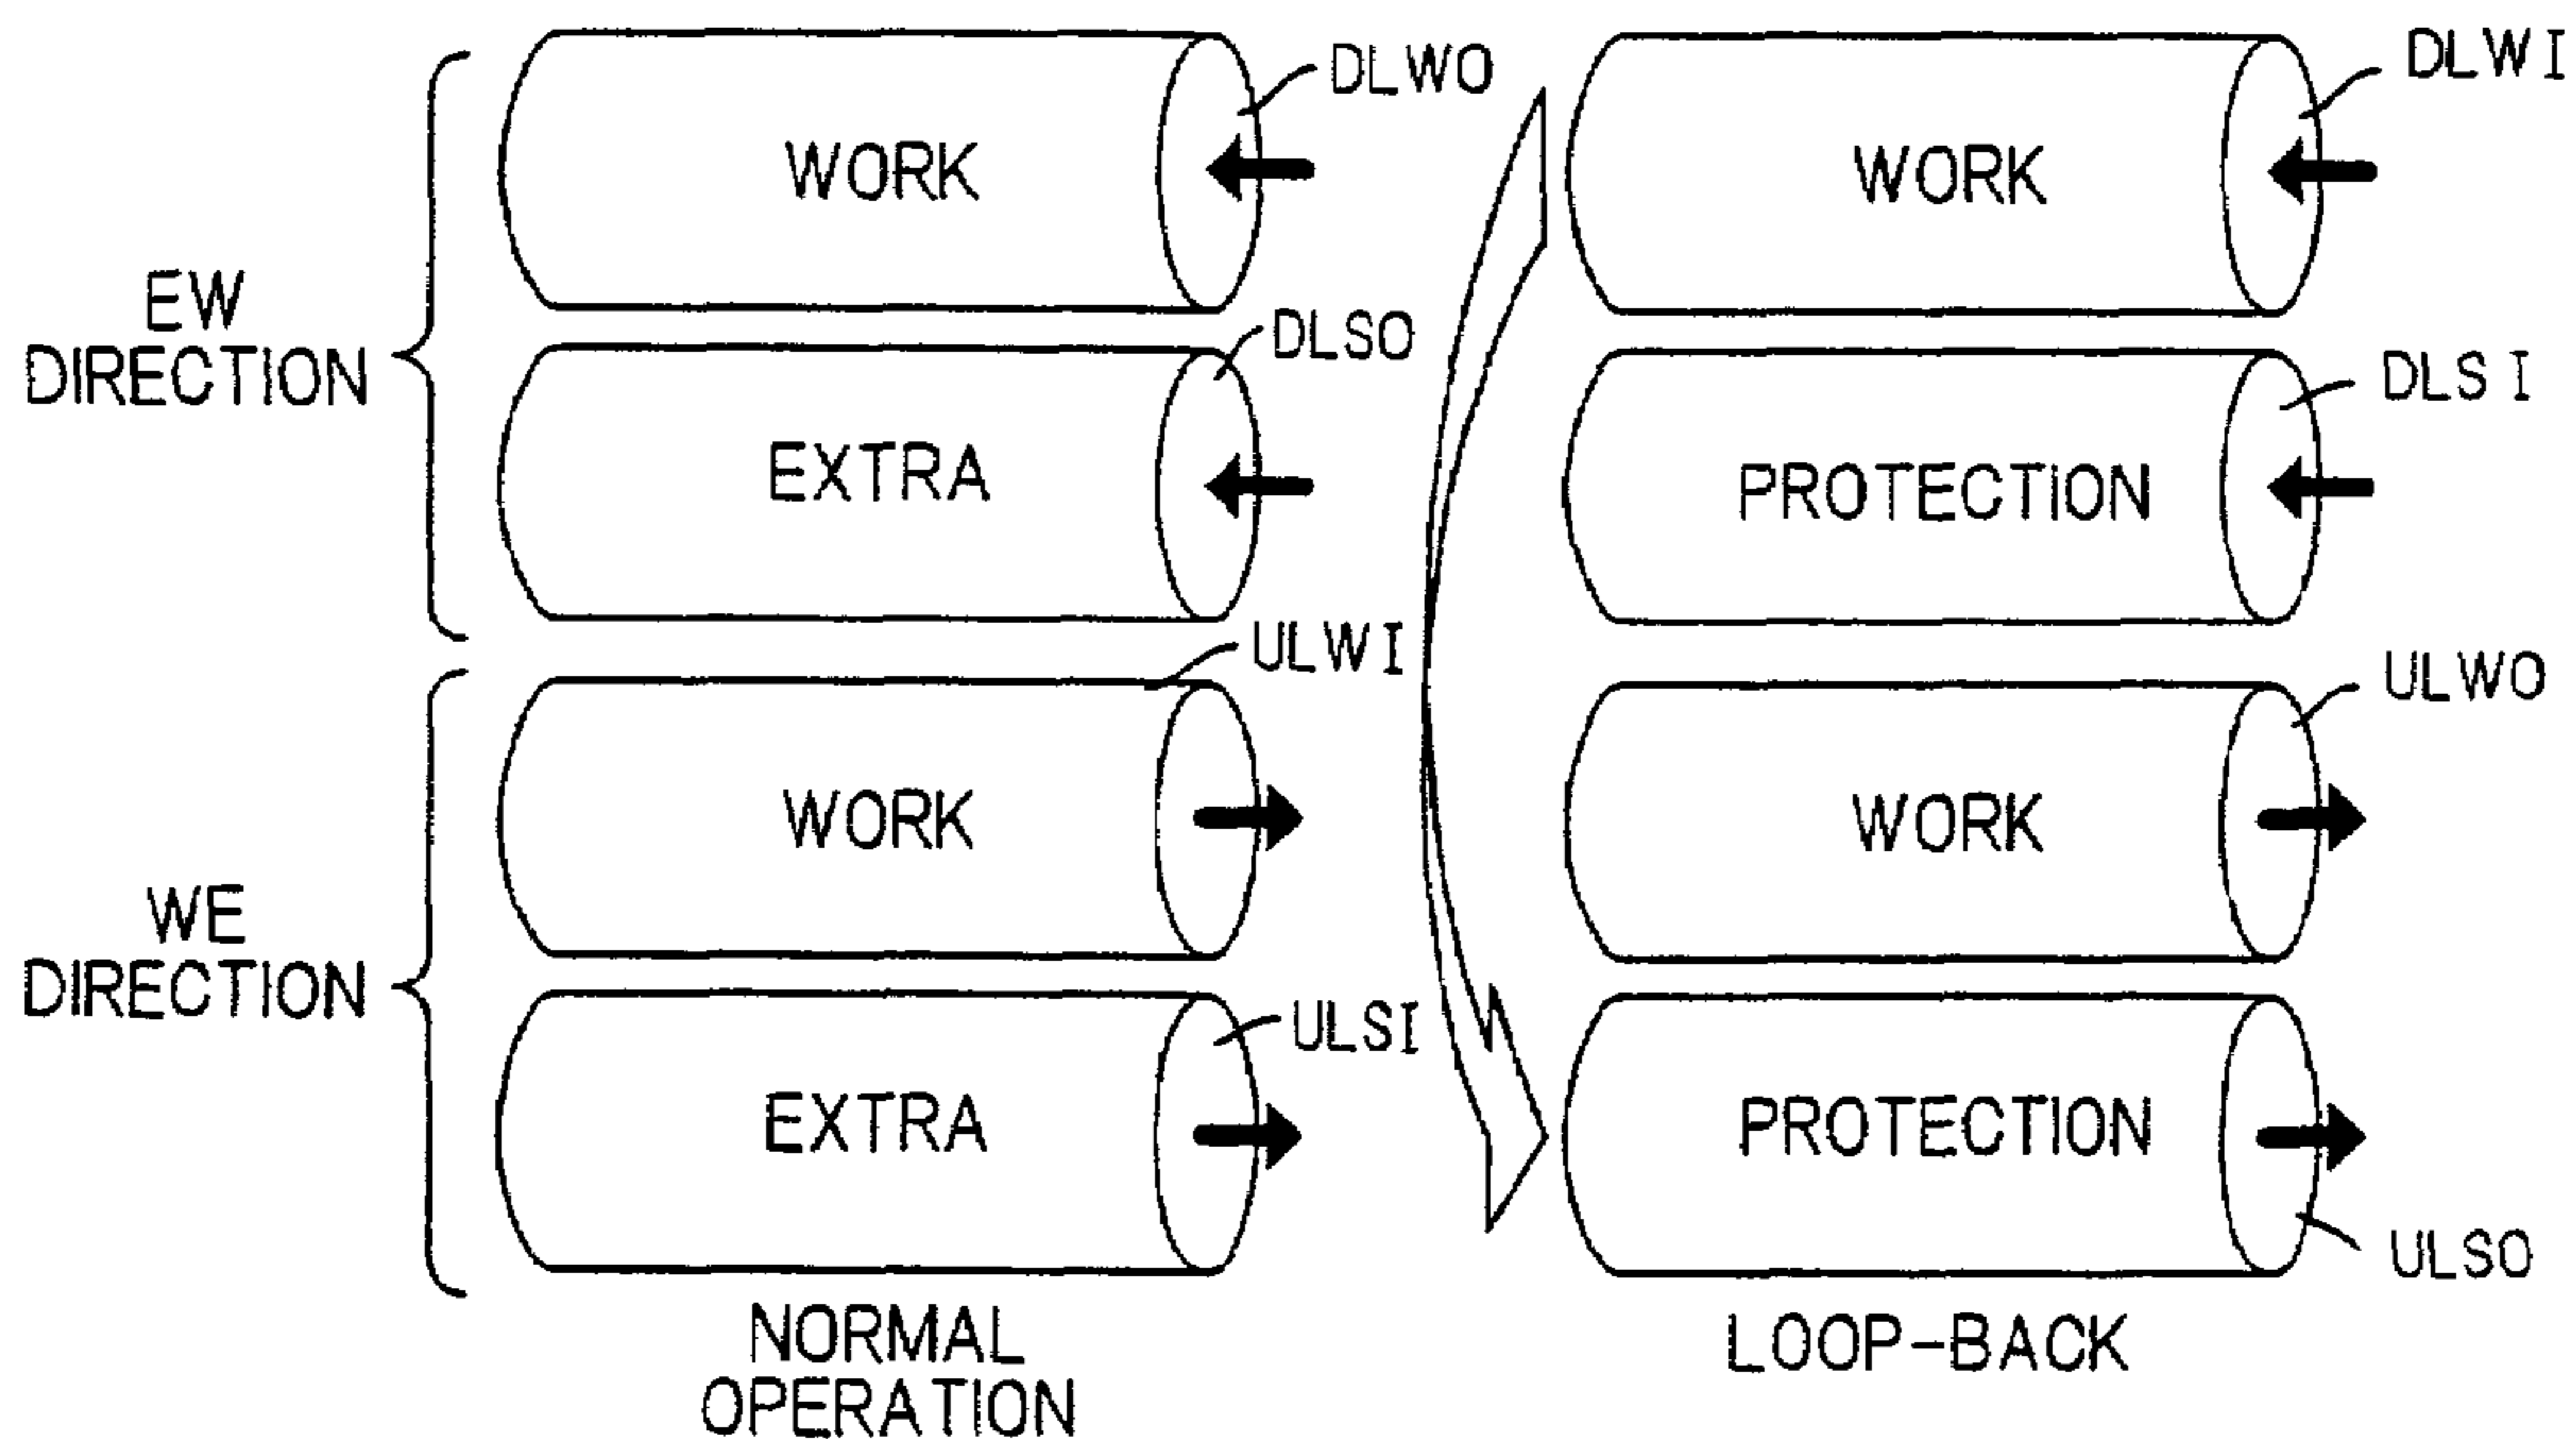 DLWO
WORK
EW
DIRECTION
DLSO
EXTRA
ULWI
WORK
WE
DIRECTION
ULSI
EXTRA
NORMAL
OPERATION
DLWI
WORK
DLSI
PROTECTION
ULWO
WORK
PROTECTION
ULSO
LOOP-BACK